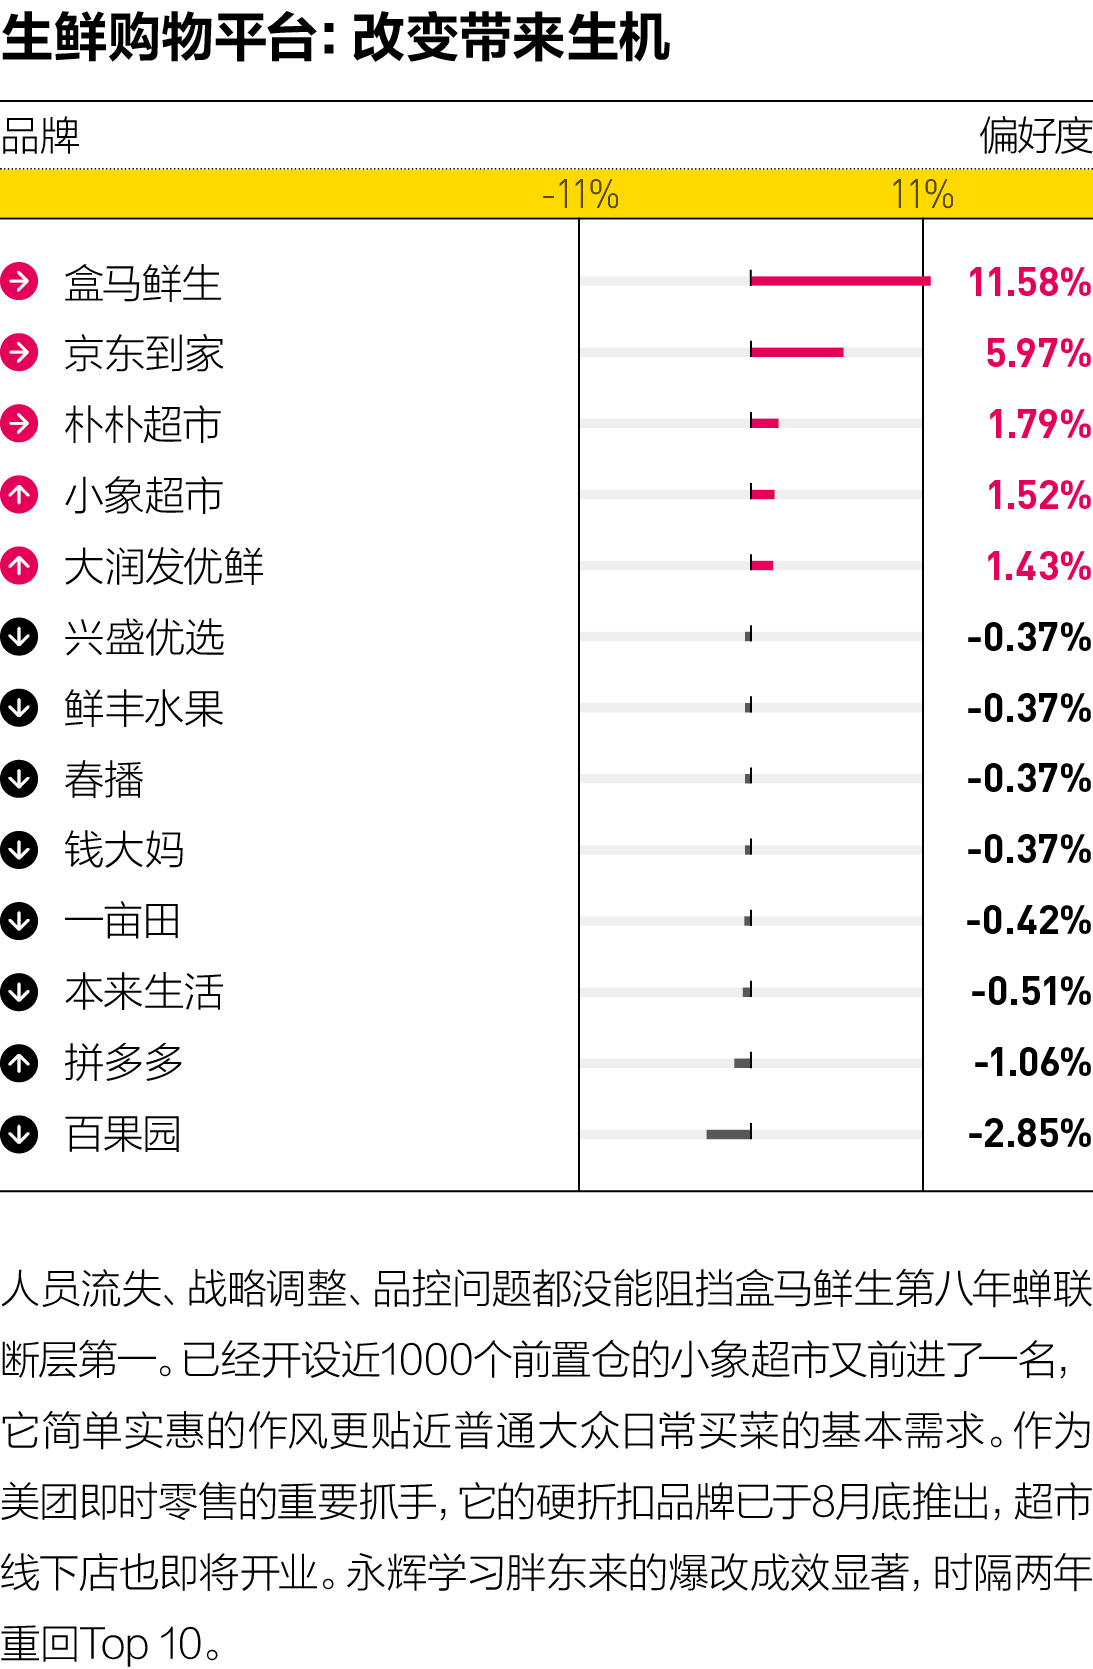 生鲜购物平台：改变带来生机
品牌 偏好度
-11% 11%
盒马鲜生 11.58%
京东到家 5.97%
朴朴超市 1.79%
小象超市 1.52%
大润发优鲜 1.43%
兴盛优选 -0.37%
鲜丰水果 -0.37%
春播 -0.37%
钱大妈 -0.37%
一亩田 -0.42%
本来生活 -0.51%
拼多多 -1.06%
百果园 -2.85%
人员流失、战略调整、品控问题都没能阻挡盒马鲜生第八年蝉联
断层第一。已经开设近1000个前置仓的小象超市又前进了一名，
它简单实惠的作风更贴近普通大众日常买菜的基本需求。作为
美团即时零售的重要抓手，它的硬折扣品牌已于8月底推出，超市
线下店也即将开业。永辉学习胖东来的爆改成效显著，时隔两年
重回Top 10。